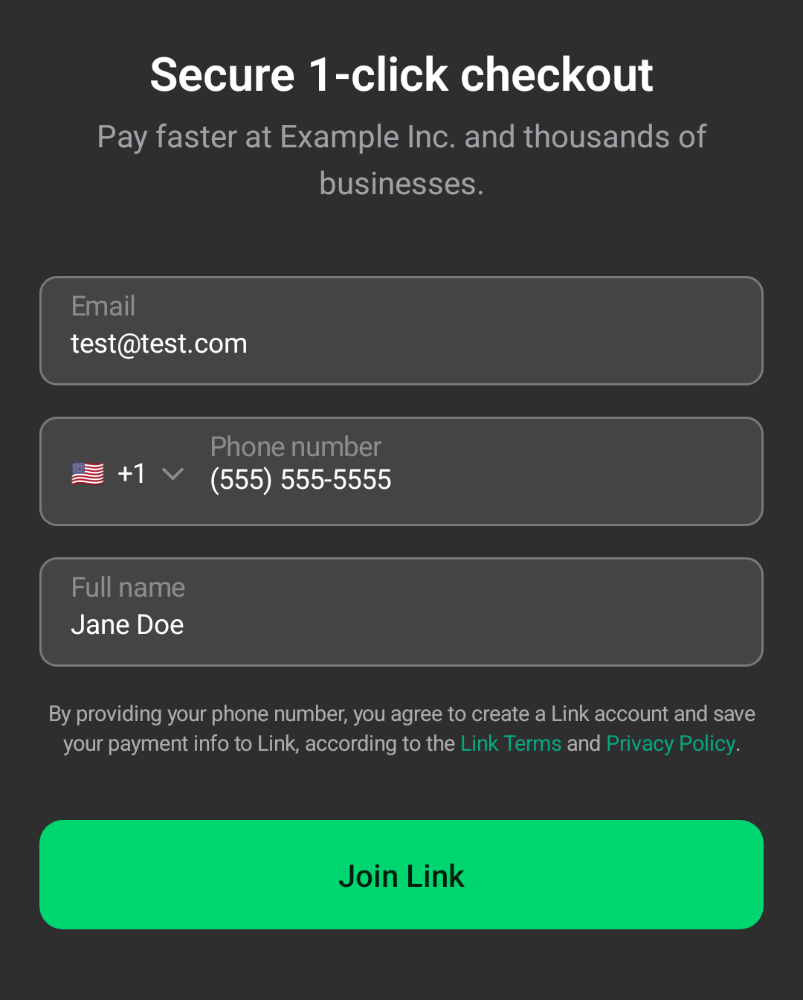 Secure 1-click checkout
Pay faster at Example Inc. and thousands of
businesses.
Email
test@test.com
Phone number
+1 (555) 555-5555
Full name
Jane Doe
By providing your phone number, you agree to create a Link account and save
your payment info to Link, according to the Link Terms and Privacy Policy.
Join Link